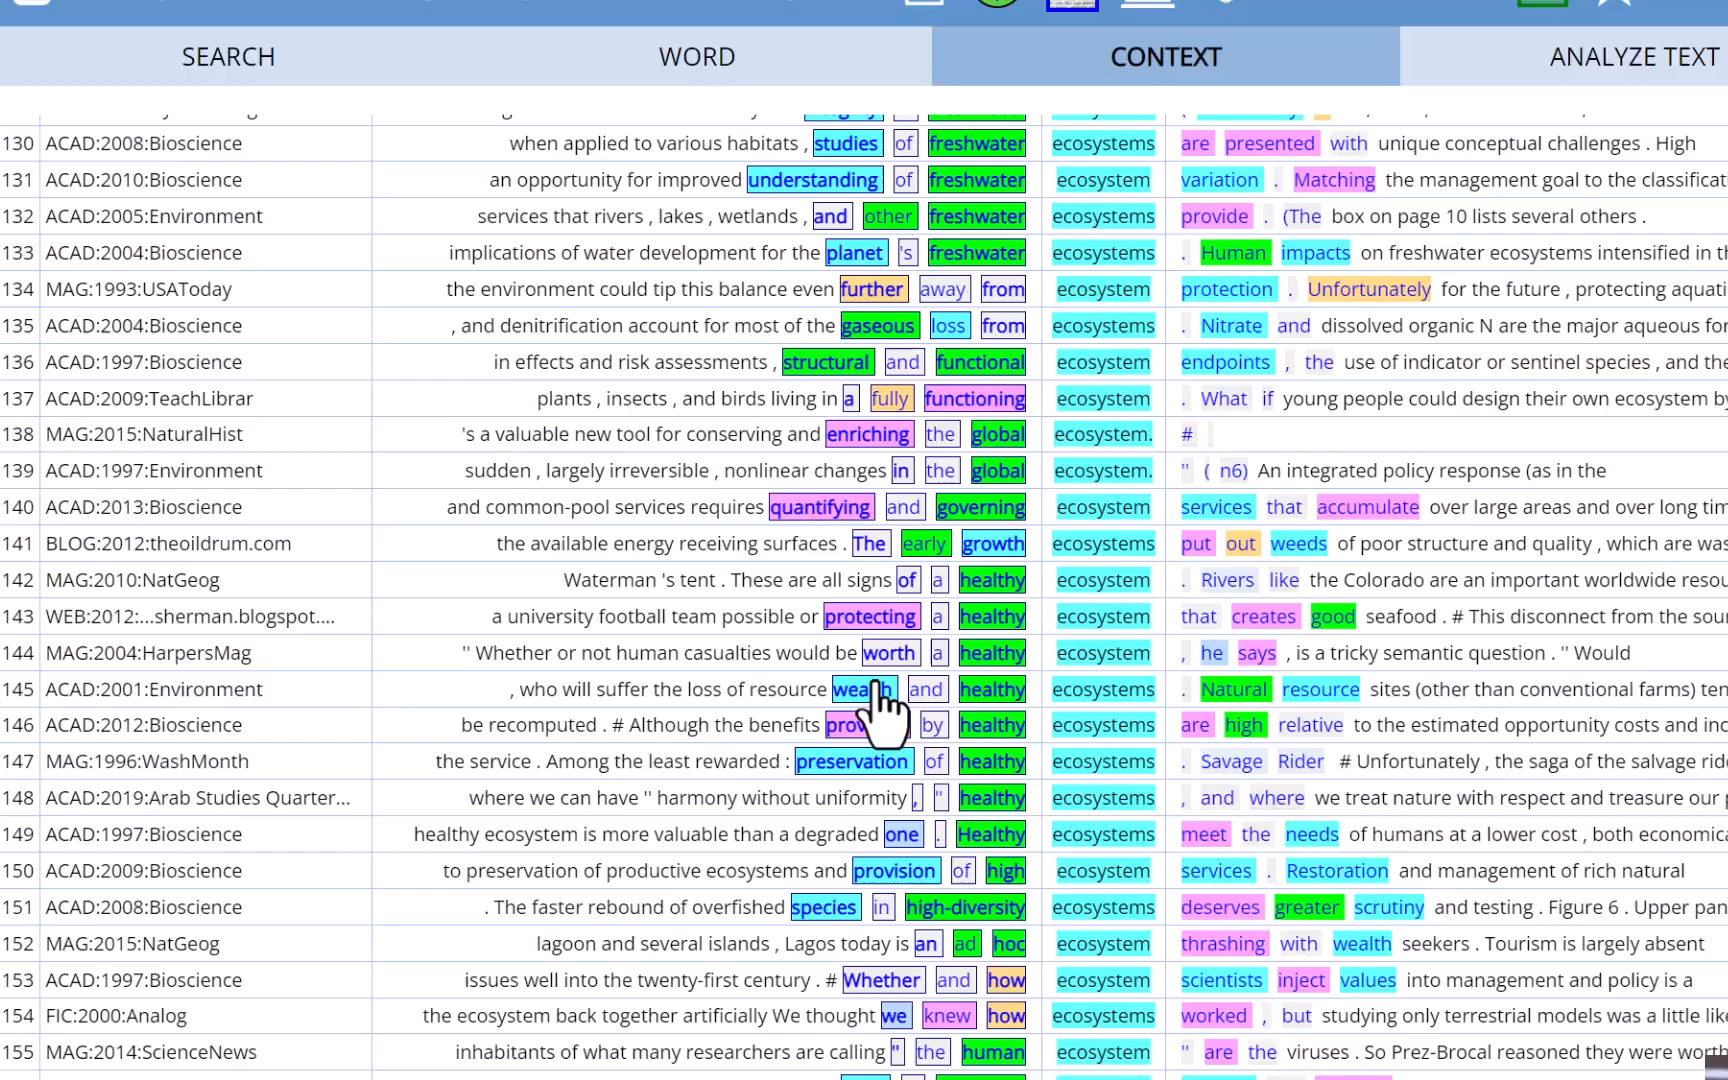 SEARCH WORD CONTEXT ANALYZE TEXT
130 ACAD:2008:Bioscience when applied to various habitats , studies of freshwater ecosystems are presented with unique conceptual challenges . High
131 ACAD:2010:Bioscience an opportunity for improved understanding of freshwater ecosystem variation . Matching the management goal to the classificati
132 ACAD:2005:Environment services that rivers , lakes , wetlands , and other freshwater ecosystems provide . (The box on page 10 lists several others .
133 ACAD:2004:Bioscience implications of water development for the planet 's freshwater ecosystems . Human impacts on freshwater ecosystems intensified in th
134 MAG:1993:USAToday the environment could tip this balance even further away from ecosystem protection . Unfortunately for the future , protecting aquati
135 ACAD:2004:Bioscience , and denitrification account for most of the gaseous loss from ecosystems . Nitrate and dissolved organic N are the major aqueous for
136 ACAD:1997:Bioscience in effects and risk assessments , structural and functional ecosystem endpoints , the use of indicator or sentinel species , and the
137 ACAD:2009:TeachLibrar plants , insects , and birds living in a fully functioning ecosystem . What if young people could design their own ecosystem by
138 MAG:2015:NaturalHist 's a valuable new tool for conserving and enriching the global ecosystem. #
139 ACAD:1997:Environment sudden , largely irreversible , nonlinear changes in the global ecosystem. " ( n6) An integrated policy response (as in the
140 ACAD:2013:Bioscience and common-pool services requires quantifying and governing ecosystem services that accumulate over large areas and over long tim
141 BLOG:2012:theoildrum.com the available energy receiving surfaces . The early growth ecosystems put out weeds of poor structure and quality , which are was
142 MAG:2010:NatGeog Waterman 's tent . These are all signs of a healthy ecosystem . Rivers like the Colorado are an important worldwide resou
143 WEB:2012:...sherman.blogspot.... a university football team possible or protecting a healthy ecosystem that creates good seafood . # This disconnect from the sour
144 MAG:2004:HarpersMag " Whether or not human casualties would be worth a healthy ecosystem , he says , is a tricky semantic question . " Would
145 ACAD:2001:Environment , who will suffer the loss of resource wealth and healthy ecosystems . Natural resource sites (other than conventional farms) ten
146 ACAD:2012:Bioscience be recomputed . # Although the benefits prov by healthy ecosystems are high relative to the estimated opportunity costs and inc
147 MAG:1996:WashMonth the service . Among the least rewarded : preservation of healthy ecosystems . Savage Rider # Unfortunately , the saga of the salvage rid
148 ACAD:2019:Arab Studies Quarter... where we can have " harmony without uniformity , " healthy ecosystems , and where we treat nature with respect and treasure our p
149 ACAD:1997:Bioscience healthy ecosystem is more valuable than a degraded one . Healthy ecosystems meet the needs of humans at a lower cost , both economica
150 ACAD:2009:Bioscience to preservation of productive ecosystems and provision of high ecosystem services . Restoration and management of rich natural
151 ACAD:2008:Bioscience . The faster rebound of overfished species in high-diversity ecosystems deserves greater scrutiny and testing . Figure 6 . Upper pan
152 MAG:2015:NatGeog lagoon and several islands , Lagos today is an ad hoc ecosystem thrashing with wealth seekers . Tourism is largely absent
153 ACAD:1997:Bioscience issues well into the twenty-first century . # Whether and how ecosystem scientists inject values into management and policy is a
154 FIC:2000:Analog the ecosystem back together artificially We thought we knew how ecosystems worked , but studying only terrestrial models was a little like
155 MAG:2014:ScienceNews inhabitants of what many researchers are calling " the human ecosystem " are the viruses . So Prez-Brocal reasoned they were worth